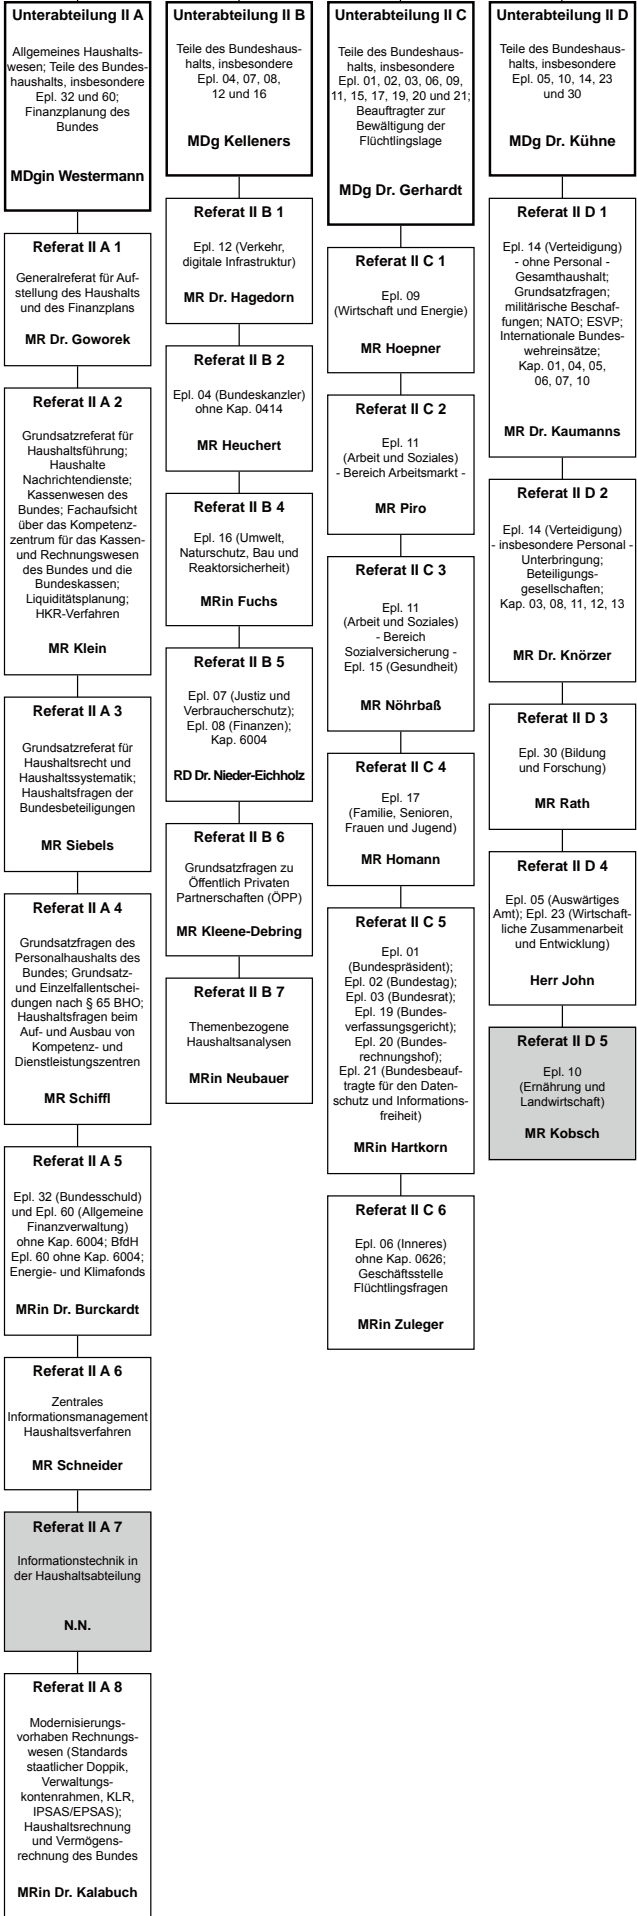 Unterabteilung II A
Allgemeines Haushalts-
wesen; Teile des Bundes-
haushalts, insbesondere
Epl. 32 und 60;
Finanzplanung des
Bundes
MDgin Westermann
Referat II A 1
Generalreferat für Auf-
stellung des Haushalts
und des Finanzplans
MR Dr. Goworek
Referat II A 2
Grundsatzreferat für
Haushaltsführung;
Haushalte
Nachrichtendienste;
Kassenwesen des
Bundes; Fachaufsicht
über das Kompetenz-
zentrum für das Kassen-
und Rechnungswesen
des Bundes und die
Bundeskassen;
Liquiditätsplanung;
HKR-Verfahren
MR Klein
Referat II A 3
Grundsatzreferat für
Haushaltsrecht und
Haushaltssystematik;
Haushaltsfragen der
Bundesbeteiligungen
MR Siebels
Referat II A 4
Grundsatzfragen des
Personalhaushalts des
Bundes; Grundsatz-
und Einzelfallentschei-
dungen nach § 65 BHO;
Haushaltsfragen beim
Auf- und Ausbau von
Kompetenz- und
Dienstleistungszentren
MR Schiffl
Referat II A 5
Epl. 32 (Bundesschuld)
und Epl. 60 (Allgemeine
Finanzverwaltung)
ohne Kap. 6004; BfdH
Epl. 60 ohne Kap. 6004;
Energie- und Klimafonds
MRin Dr. Burckardt
Referat II A 6
Zentrales
Informationsmanagement
Haushaltsverfahren
MR Schneider
Referat II A 7
Informationstechnik in
der Haushaltsabteilung
N.N.
Referat II A 8
Modernisierungs-
vorhaben Rechnungs-
wesen (Standards
staatlicher Doppik,
Verwaltungs-
kontenrahmen, KLR,
IPSAS/EPSAS);
Haushaltsrechnung
und Vermögens-
rechnung des Bundes
MRin Dr. Kalabuch
Unterabteilung II B
Teile des Bundeshaus-
halts, insbesondere
Epl. 04, 07, 08,
12 und 16
MDg Kelleners
Referat II B 1
Epl. 12 (Verkehr,
digitale Infrastruktur)
MR Dr. Hagedorn
Referat II B 2
Epl. 04 (Bundeskanzler)
ohne Kap. 0414
MR Heuchert
Referat II B 4
Epl. 16 (Umwelt,
Naturschutz, Bau und
Reaktorsicherheit)
MRin Fuchs
Referat II B 5
Epl. 07 (Justiz und
Verbraucherschutz);
Epl. 08 (Finanzen);
Kap. 6004
RD Dr. Nieder-Eichholz
Referat II B 6
Grundsatzfragen zu
Öffentlich Privaten
Partnerschaften (ÖPP)
MR Kleene-Debring
Referat II B 7
Themenbezogene
Haushaltsanalysen
MRin Neubauer
Unterabteilung II C
Teile des Bundeshaus-
halts, insbesondere
Epl. 01, 02, 03, 06, 09,
11, 15, 17, 19, 20 und 21;
Beauftragter zur
Bewältigung der
Flüchtlingslage
MDg Dr. Gerhardt
Referat II C 1
Epl. 09
(Wirtschaft und Energie)
MR Hoepner
Referat II C 2
Epl. 11
(Arbeit und Soziales)
- Bereich Arbeitsmarkt -
MR Piro
Referat II C 3
Epl. 11
(Arbeit und Soziales)
- Bereich
Sozialversicherung -
Epl. 15 (Gesundheit)
MR Nöhrbaß
Referat II C 4
Epl. 17
(Familie, Senioren,
Frauen und Jugend)
MR Homann
Referat II C 5
Epl. 01
(Bundespräsident);
Epl. 02 (Bundestag);
Epl. 03 (Bundesrat);
Epl. 19 (Bundes-
verfassungsgericht);
Epl. 20 (Bundes-
rechnungshof);
Epl. 21 (Bundesbeauf-
tragte für den Daten-
schutz und Informations-
freiheit)
MRin Hartkorn
Referat II C 6
Epl. 06 (Inneres)
ohne Kap. 0626;
Geschäftsstelle
Flüchtlingsfragen
MRin Zuleger
Unterabteilung II D
Teile des Bundeshaus-
halts, insbesondere
Epl. 05, 10, 14, 23
und 30
MDg Dr. Kühne
Referat II D 1
Epl. 14 (Verteidigung)
- ohne Personal -
Gesamthaushalt;
Grundsatzfragen;
militärische Beschaf-
fungen; NATO; ESVP;
Internationale Bundes-
wehreinsätze;
Kap. 01, 04, 05,
06, 07, 10
MR Dr. Kaumanns
Referat II D 2
Epl. 14 (Verteidigung)
- insbesondere Personal -
Unterbringung;
Beteiligungs-
gesellschaften;
Kap. 03, 08, 11, 12, 13
MR Dr. Knörzer
Referat II D 3
Epl. 30 (Bildung
und Forschung)
MR Rath
Referat II D 4
Epl. 05 (Auswärtiges
Amt); Epl. 23 (Wirtschaft-
liche Zusammenarbeit
und Entwicklung)
Herr John
Referat II D 5
Epl. 10
(Ernährung und
Landwirtschaft)
MR Kobsch